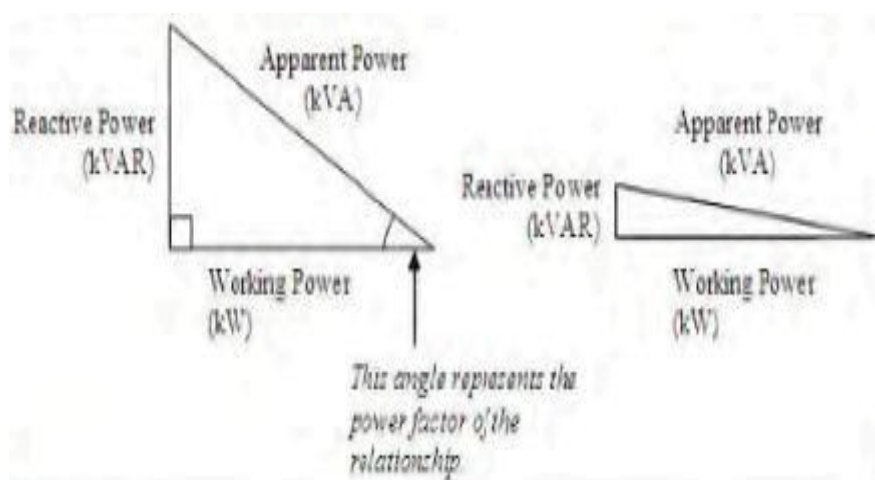 Apparent Power
(kVA)
Reactive Power
(kVAR)
Working Power
(kW)
This angle represents the
power factor of the
relationship.
Apparent Power
(kVA)
Reactive Power
(kVAR)
Working Power
(kW)